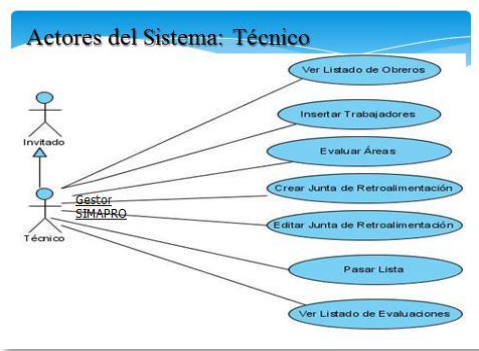 Actores del Sistema: Técnico
Ver Listado de Obreros
Insertar Trabajadores
Invitado
Evaluar Áreas
Crear Junta de Retroalimentación
Gestor
SIMAPRO
Editar Junta de Retroalimentación
Técnico
Pasar Lista
Ver Listado de Evaluaciones